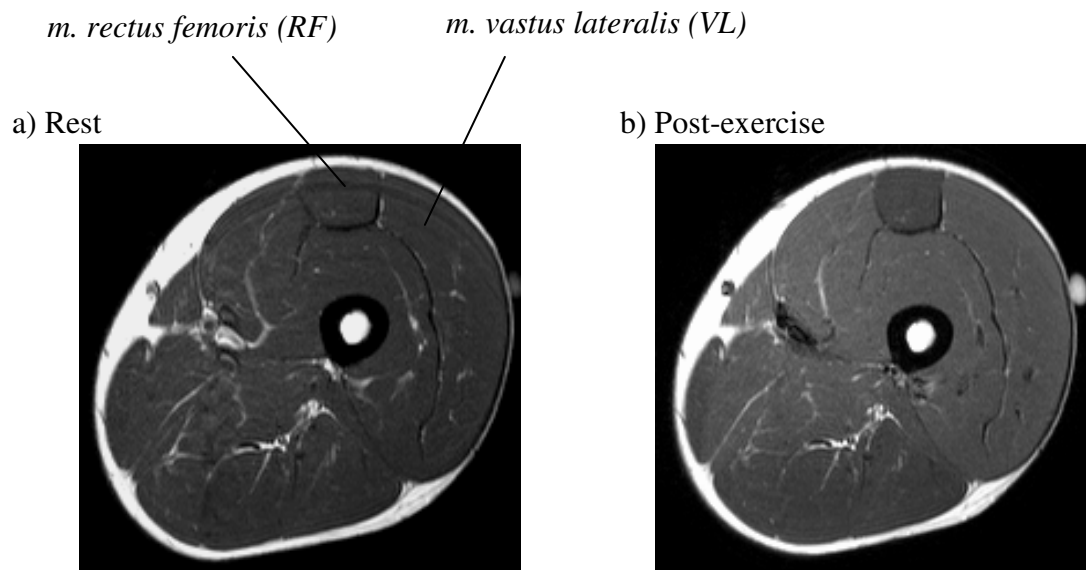 m. rectus femoris (RF) m. vastus lateralis (VL)
a) Rest b) Post-exercise